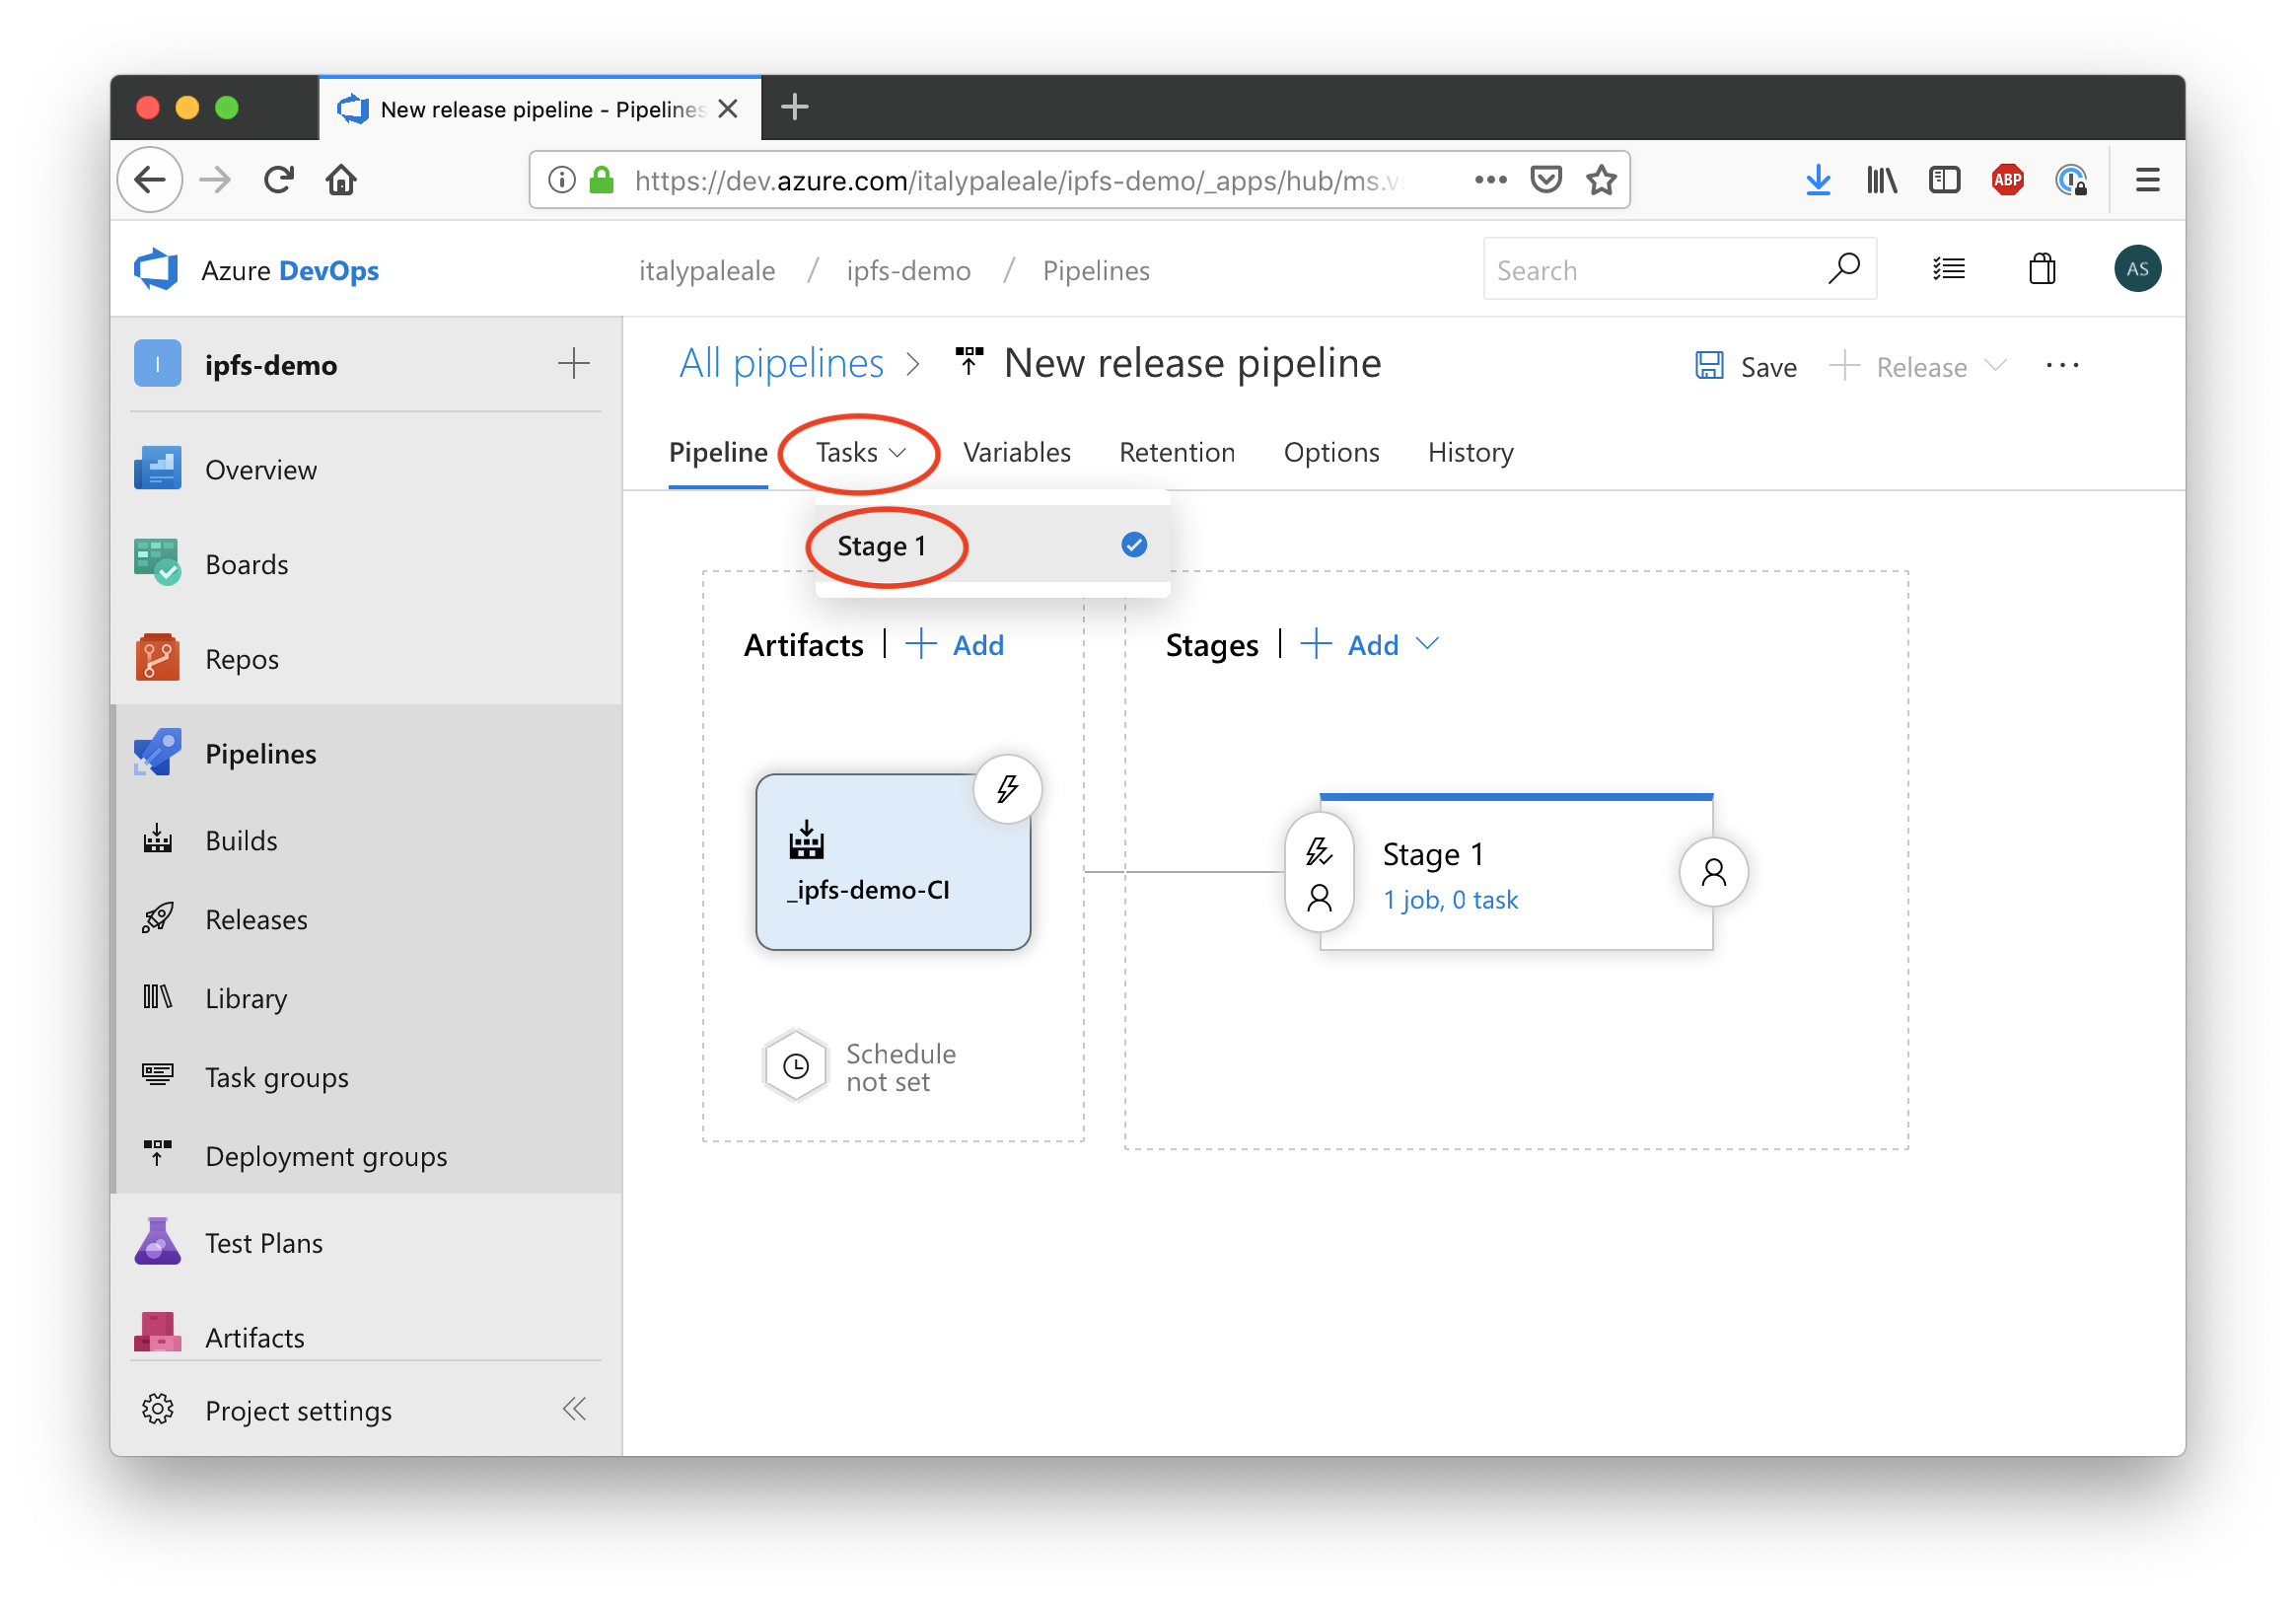 New release pipeline - Pipelines
https://dev.azure.com/italypaleale/ipfs-demo/_apps/hub/ms.vs
ABP
Azure DevOps
italypaleale / ipfs-demo / Pipelines
Search
AS
I
ipfs-demo
All pipelines > New release pipeline
Save
Release
Pipeline
Tasks
Variables
Retention
Options
History
Stage 1
Overview
Boards
Repos
Pipelines
Builds
Releases
Library
Task groups
Deployment groups
Test Plans
Artifacts
Project settings
Artifacts | + Add
Stages | + Add
_ipfs-demo-CI
Schedule
not set
Stage 1
1 job, 0 task